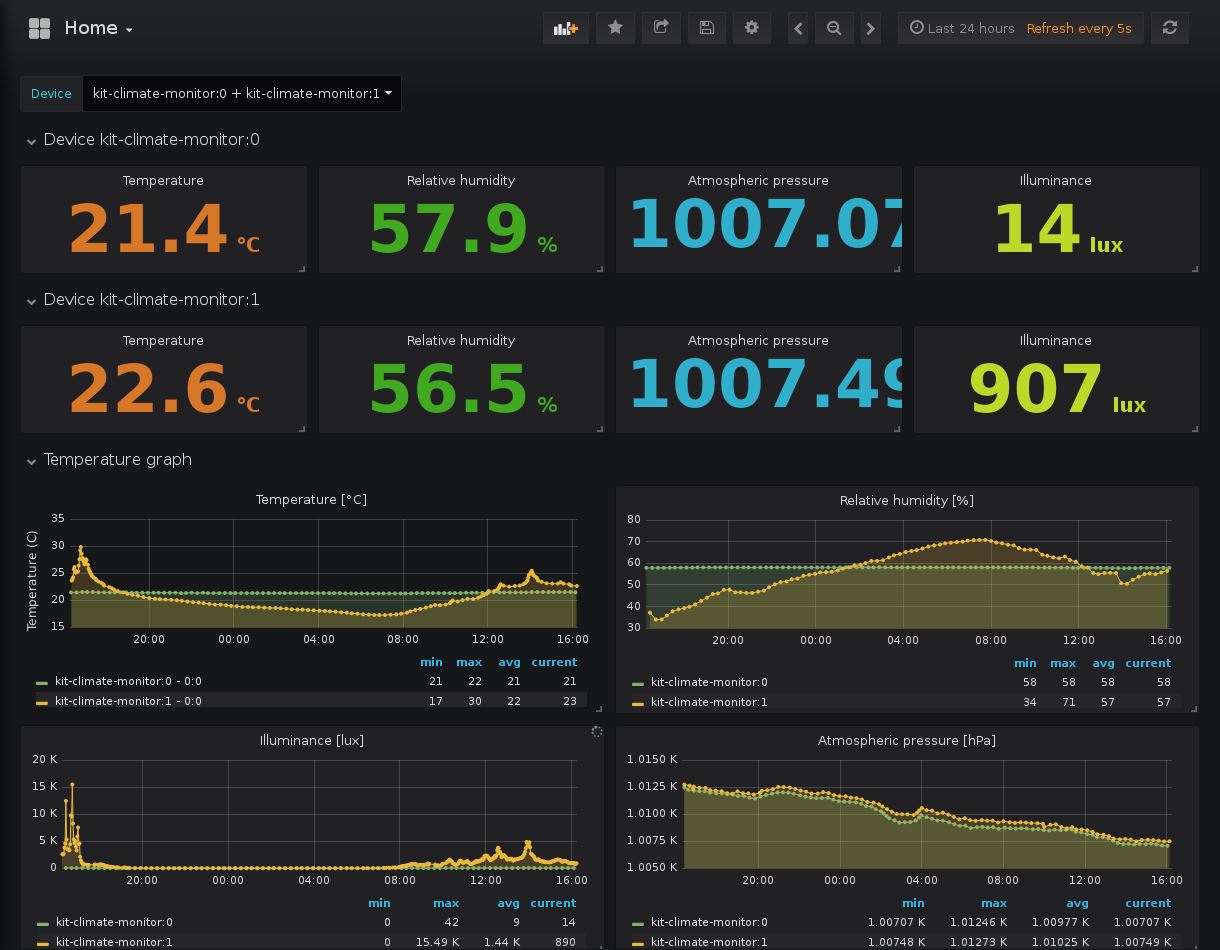 Home
Last 24 hours Refresh every 5s
Device kit-climate-monitor:0 + kit-climate-monitor:1
Device kit-climate-monitor:0
Temperature Relative humidity Atmospheric pressure Illuminance
21.4 °C 57.9 % 1007.07 14 lux
Device kit-climate-monitor:1
Temperature Relative humidity Atmospheric pressure Illuminance
22.6 °C 56.5 % 1007.49 907 lux
Temperature graph
Temperature [°C]
Temperature (C)
35
30
25
20
15
20:00 00:00 04:00 08:00 12:00 16:00
min max avg current
kit-climate-monitor:0 - 0:0 21 22 21 21
kit-climate-monitor:1 - 0:0 17 30 22 23
Relative humidity [%]
80
70
60
50
40
30
20:00 00:00 04:00 08:00 12:00 16:00
min max avg current
kit-climate-monitor:0 58 58 58 58
kit-climate-monitor:1 34 71 57 57
Illuminance [lux]
20 K
15 K
10 K
5 K
0
20:00 00:00 04:00 08:00 12:00 16:00
min max avg current
kit-climate-monitor:0 0 42 9 14
kit-climate-monitor:1 0 15.49 K 1.44 K 890
Atmospheric pressure [hPa]
1.0150 K
1.0125 K
1.0100 K
1.0075 K
1.0050 K
20:00 00:00 04:00 08:00 12:00 16:00
min max avg current
kit-climate-monitor:0 1.00707 K 1.01246 K 1.00977 K 1.00707 K
kit-climate-monitor:1 1.00748 K 1.01273 K 1.01025 K 1.00749 K